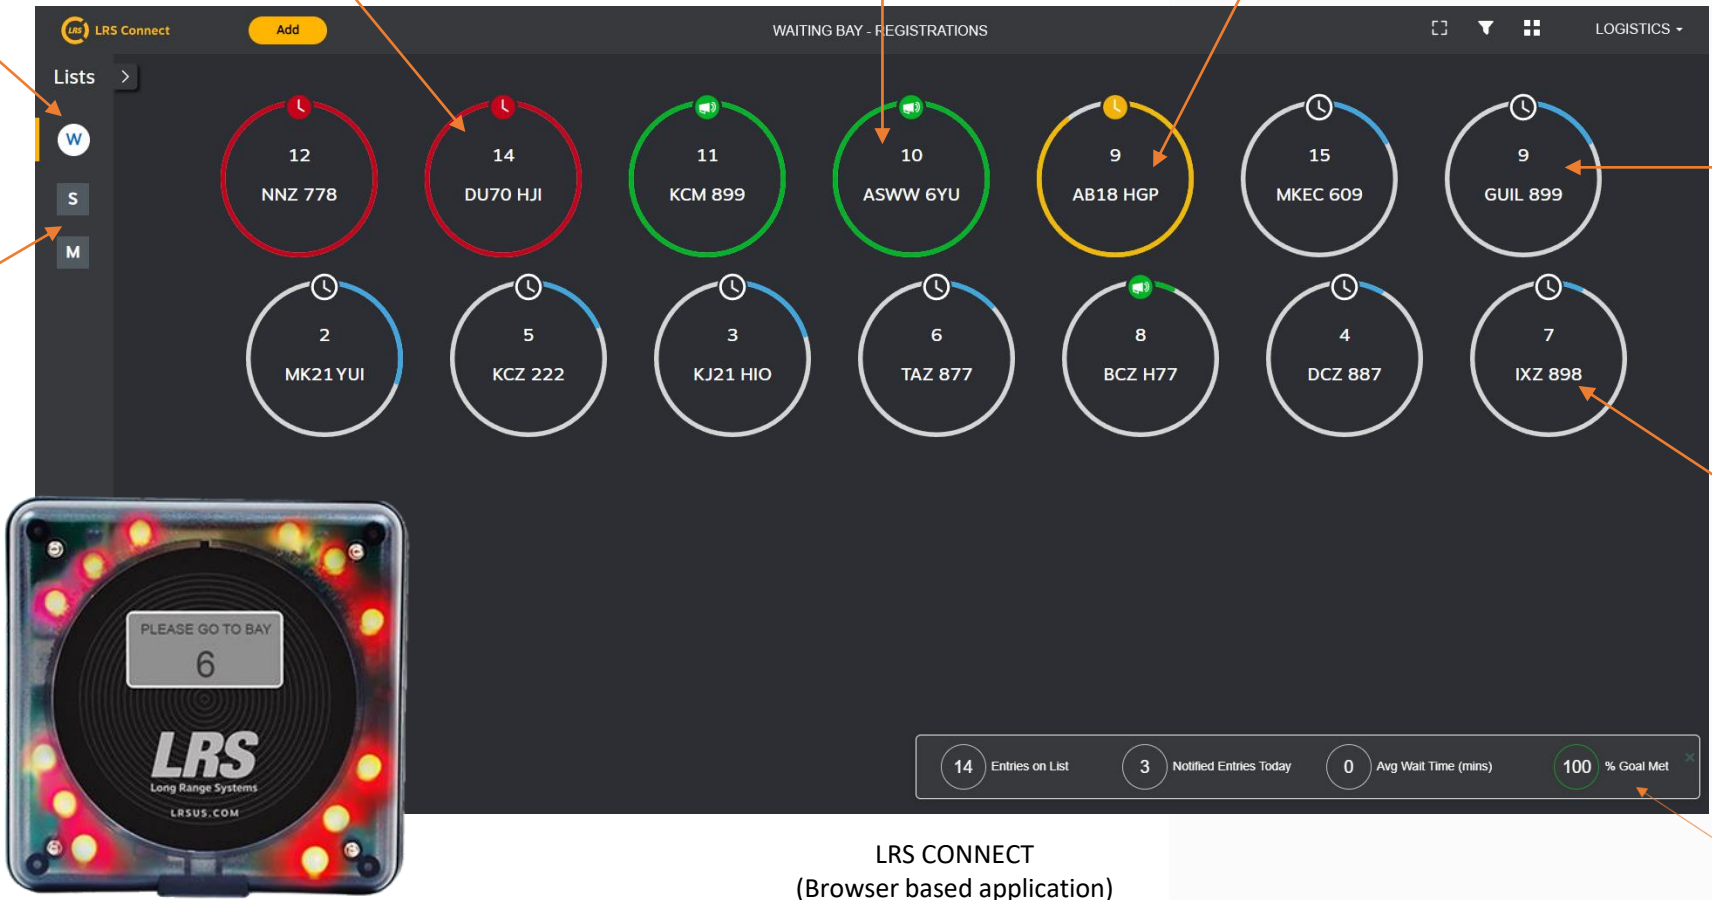 LRS
LRS Connect
Add
WAITING BAY - REGISTRATIONS
LOGISTICS
Lists
W
S
M
12
NNZ 778
14
DU70 HJI
11
KCM 899
10
ASWW 6YU
9
AB18 HGP
15
MKEC 609
9
GUIL 899
2
MK21 YUI
5
KCZ 222
3
KJ21 HIO
6
TAZ 877
8
BCZ H77
4
DCZ 887
7
IXZ 898
PLEASE GO TO BAY
6
LRS
Long Range Systems
LRSUS.COM
14 Entries on List
3 Notified Entries Today
0 Avg Wait Time (mins)
100 % Goal Met
LRS CONNECT
(Browser based application)